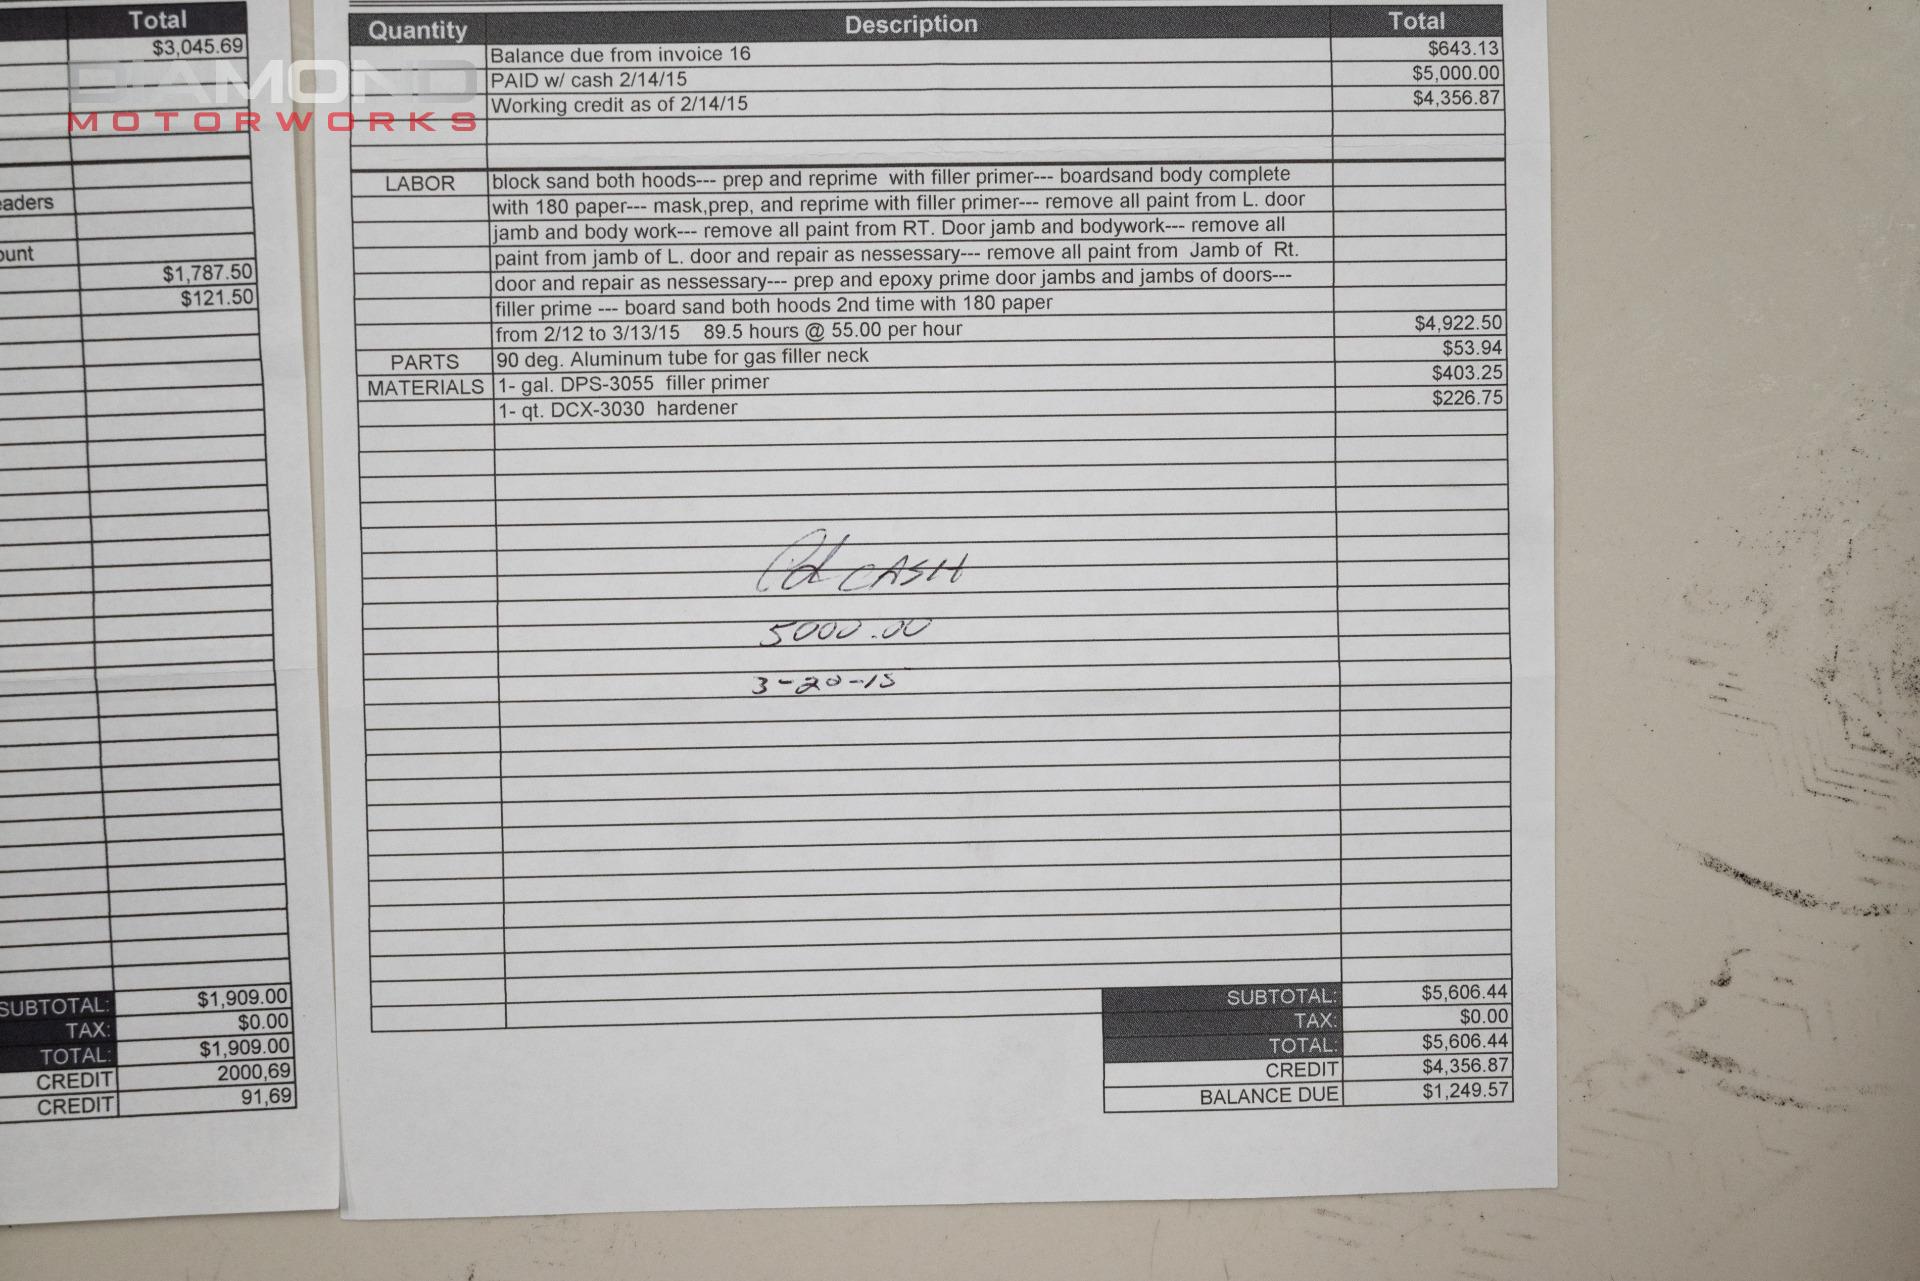 Total
$3,045.69
DIAMOND
MOTORWORKS
eaders
ount
$1,787.50
$121.50
SUBTOTAL: $1,909.00
TAX: $0.00
TOTAL: $1,909.00
CREDIT 2000,69
CREDIT 91,69
Quantity Description Total
Balance due from invoice 16 $643.13
PAID w/ cash 2/14/15 $5,000.00
Working credit as of 2/14/15 $4,356.87
LABOR block sand both hoods--- prep and reprime with filler primer--- boardsand body complete
with 180 paper--- mask,prep, and reprime with filler primer--- remove all paint from L. door
jamb and body work--- remove all paint from RT. Door jamb and bodywork--- remove all
paint from jamb of L. door and repair as nessessary--- remove all paint from Jamb of Rt.
door and repair as nessessary--- prep and epoxy prime door jambs and jambs of doors---
filler prime --- board sand both hoods 2nd time with 180 paper
from 2/12 to 3/13/15 89.5 hours @ 55.00 per hour $4,922.50
PARTS 90 deg. Aluminum tube for gas filler neck $53.94
MATERIALS 1- gal. DPS-3055 filler primer $403.25
1- qt. DCX-3030 hardener $226.75
Pd CASH
5000.00
3-20-15
SUBTOTAL: $5,606.44
TAX: $0.00
TOTAL: $5,606.44
CREDIT $4,356.87
BALANCE DUE $1,249.57